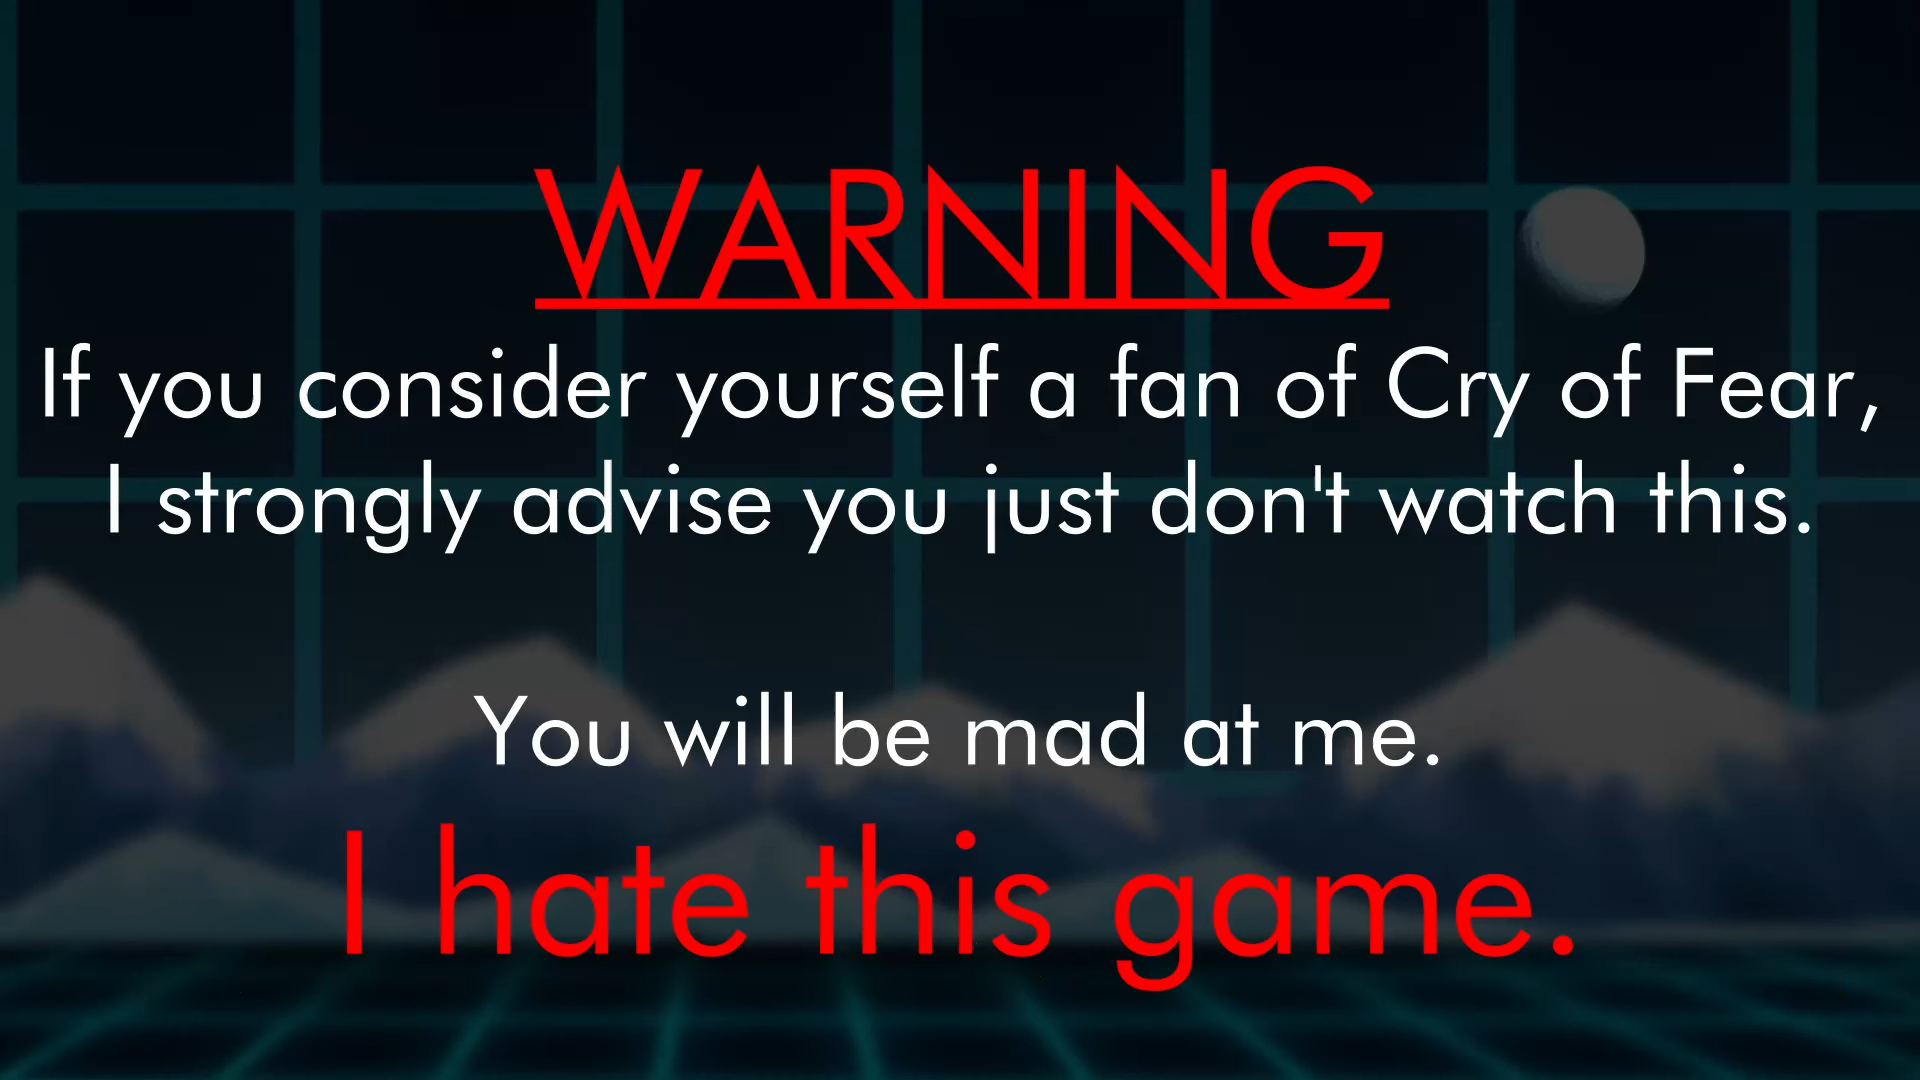 WARNING
If you consider yourself a fan of Cry of Fear,
I strongly advise you just don't watch this.
You will be mad at me.
I hate this game.